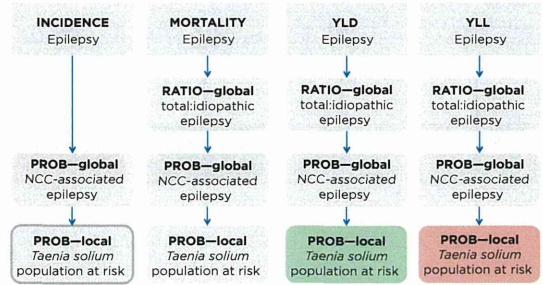 INCIDENCE
Epilepsy
MORTALITY
Epilepsy
YLD
Epilepsy
YLL
Epilepsy
RATIO—global
total:idiopathic
epilepsy
RATIO—global
total:idiopathic
epilepsy
RATIO—global
total:idiopathic
epilepsy
PROB—global
NCC-associated
epilepsy
PROB—global
NCC-associated
epilepsy
PROB—global
NCC-associated
epilepsy
PROB—global
NCC-associated
epilepsy
PROB—local
Taenia solium
population at risk
PROB—local
Taenia solium
population at risk
PROB—local
Taenia solium
population at risk
PROB—local
Taenia solium
population at risk